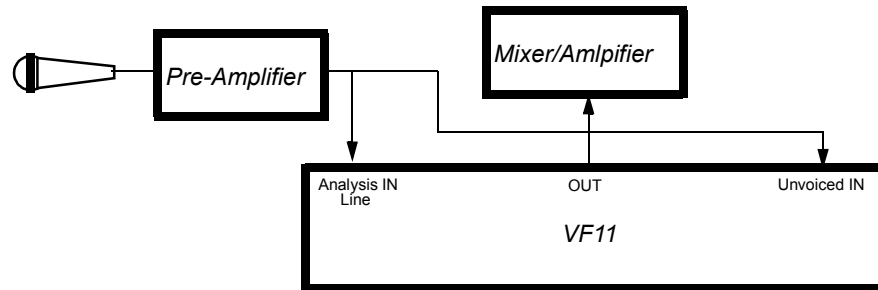 Mixer/Amlpifier
Pre-Amplifier
Analysis IN
Line
OUT
Unvoiced IN
VF11